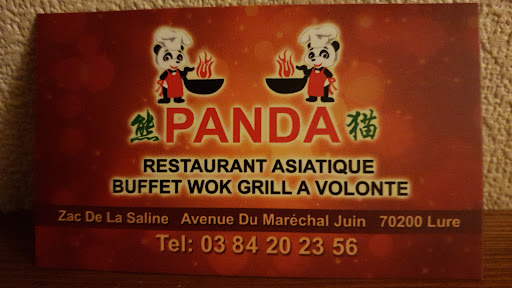 熊 PANDA 猫
RESTAURANT ASIATIQUE
BUFFET WOK GRILL A VOLONTE
Zac De La Saline Avenue Du Maréchal Juin 70200 Lure
Tel: 03 84 20 23 56